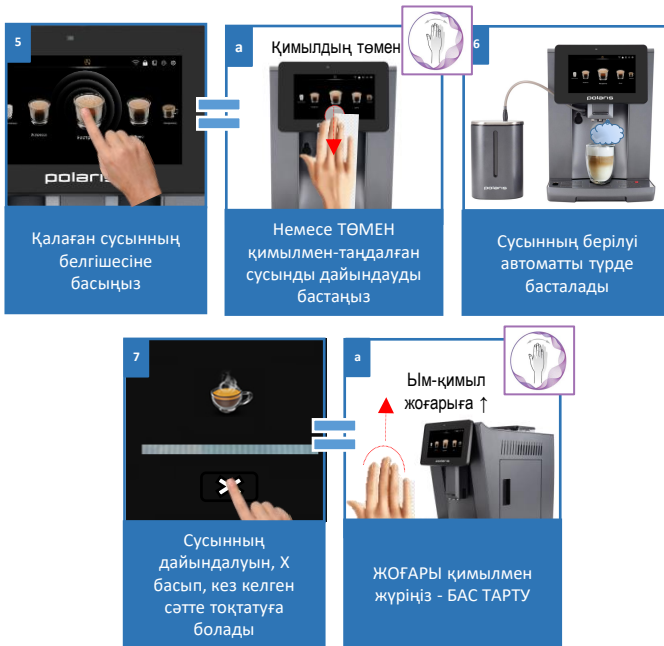 5
polaris
Қалаған сусынның
белгішесіне
басыңыз
a
Қимылдың төмен
polaris
Немесе ТӨМЕН
қимылмен-таңдалған
сусынды дайындауды
бастаңыз
6
polaris
polaris
Сусынның берілуі
автоматты түрде
басталады
7
X
Сусынның
дайындалуын, X
басып, кез келген
сәтте тоқтатуға
болады
a
Ым-қимыл
жоғарыға ↑
ЖОҒАРЫ қимылмен
жүріңіз - БАС ТАРТУ